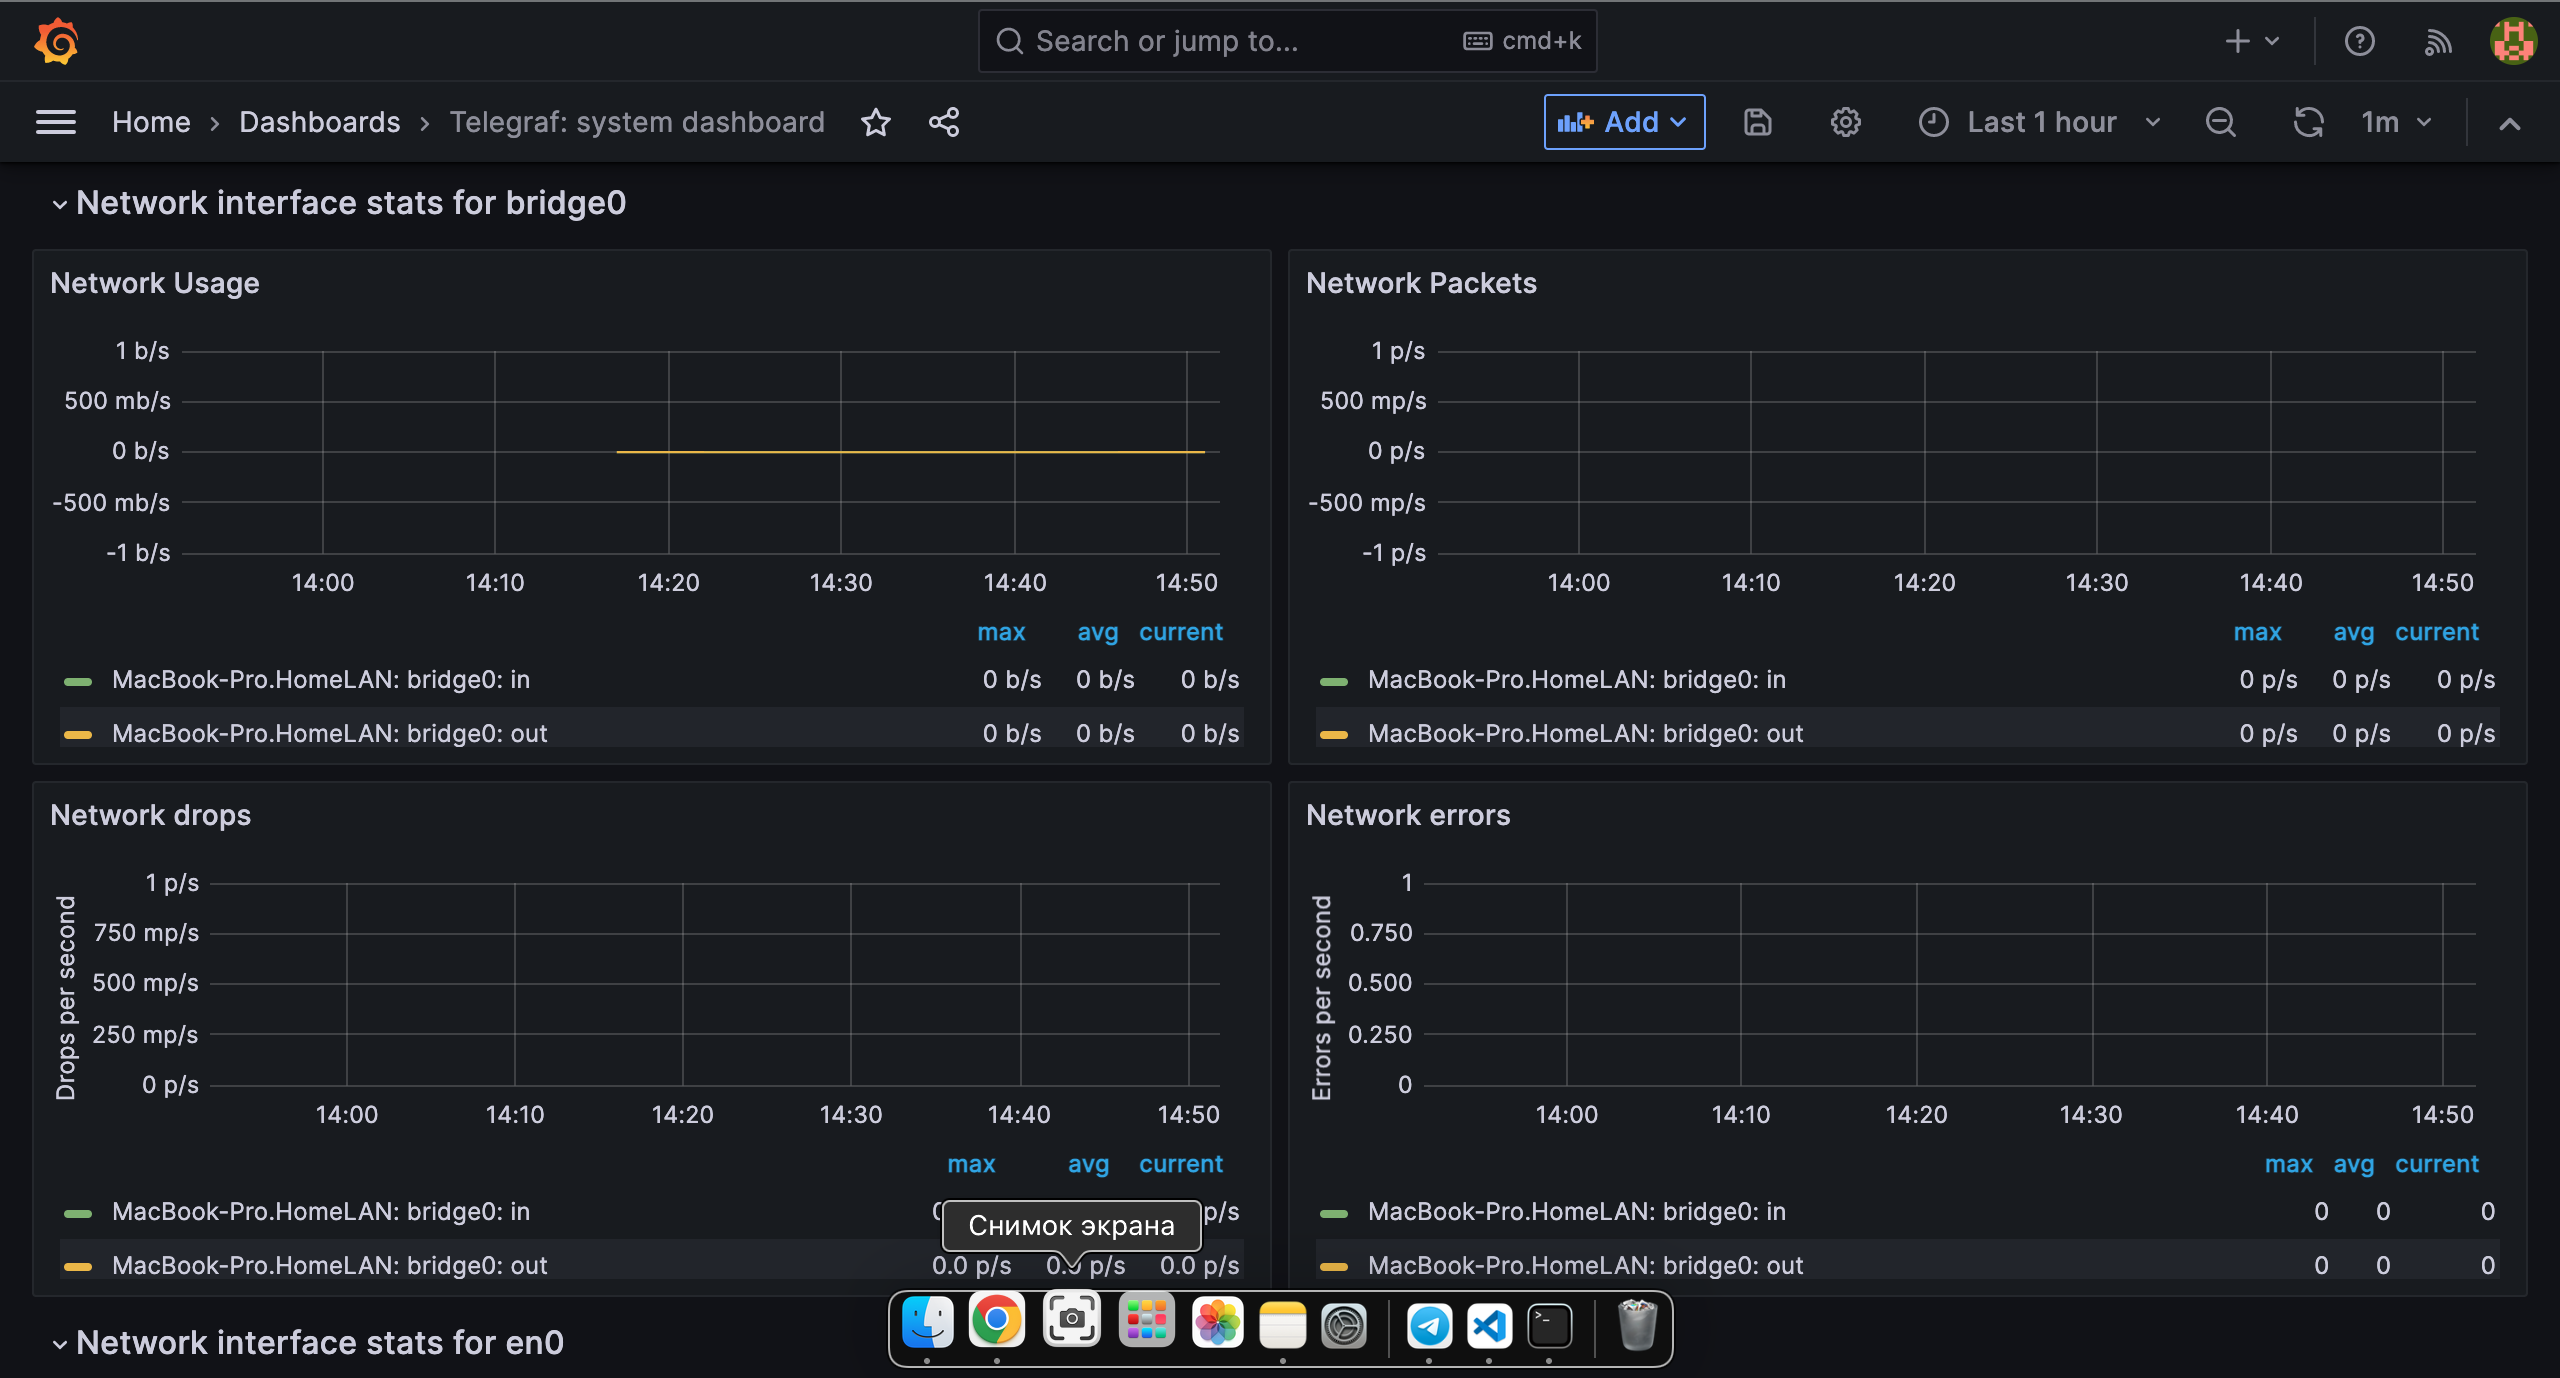 Search or jump to... cmd+k
Home › Dashboards › Telegraf: system dashboard Add Last 1 hour 1m
Network interface stats for bridge0
Network Usage
1 b/s
500 mb/s
0 b/s
-500 mb/s
-1 b/s
14:00 14:10 14:20 14:30 14:40 14:50
max avg current
MacBook-Pro.HomeLAN: bridge0: in 0 b/s 0 b/s 0 b/s
MacBook-Pro.HomeLAN: bridge0: out 0 b/s 0 b/s 0 b/s
Network Packets
1 p/s
500 mp/s
0 p/s
-500 mp/s
-1 p/s
14:00 14:10 14:20 14:30 14:40 14:50
max avg current
MacBook-Pro.HomeLAN: bridge0: in 0 p/s 0 p/s 0 p/s
MacBook-Pro.HomeLAN: bridge0: out 0 p/s 0 p/s 0 p/s
Network drops
Drops per second
1 p/s
750 mp/s
500 mp/s
250 mp/s
0 p/s
14:00 14:10 14:20 14:30 14:40 14:50
max avg current
MacBook-Pro.HomeLAN: bridge0: in p/s
MacBook-Pro.HomeLAN: bridge0: out 0.0 p/s 0.0 p/s 0.0 p/s
Network errors
Errors per second
1
0.750
0.500
0.250
0
14:00 14:10 14:20 14:30 14:40 14:50
max avg current
MacBook-Pro.HomeLAN: bridge0: in 0 0 0
MacBook-Pro.HomeLAN: bridge0: out 0 0 0
Снимок экрана
Network interface stats for en0